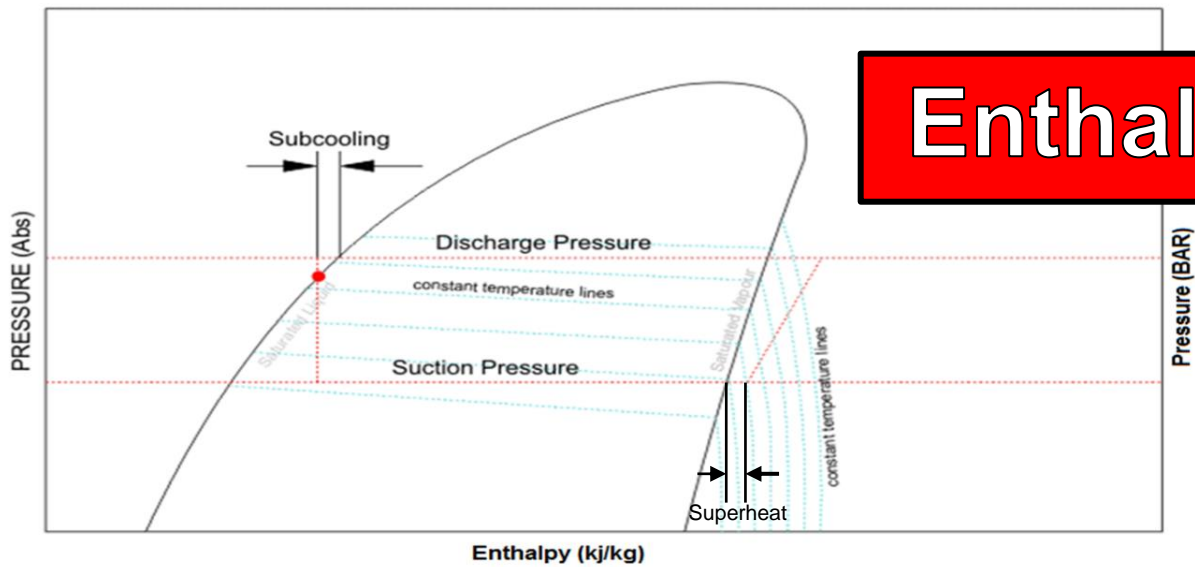 Enthal
Subcooling
PRESSURE (Abs)
Discharge Pressure
constant temperature lines
Saturated Liquid
Saturated Vapour
Suction Pressure
Pressure (BAR)
constant temperature lines
Superheat
Enthalpy (kj/kg)